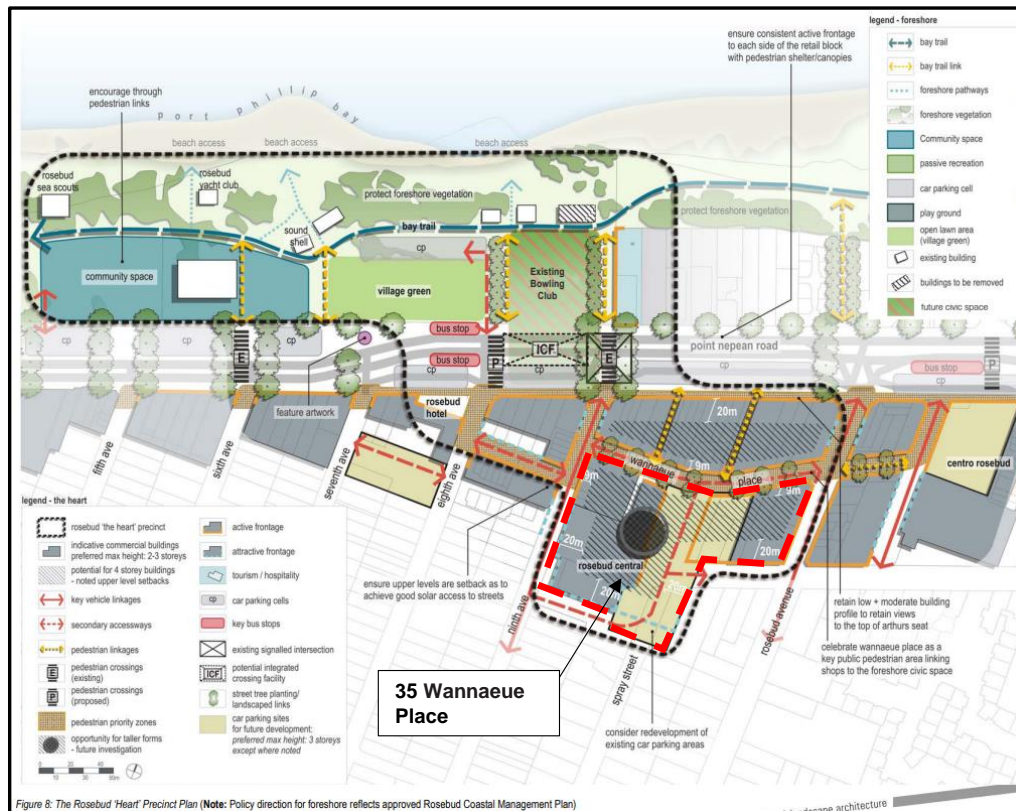 ensure consistent active frontage
to each side of the retail block
with pedestrian shelter/canopies
legend - foreshore
bay trail
bay trail link
foreshore pathways
foreshore vegetation
Community space
passive recreation
car parking cell
play ground
open lawn area
(village green)
existing building
buildings to be removed
future civic space
encourage through
pedestrian links
port phillip bay
beach access
beach access
beach access
rosebud
sea scouts
rosebud
yacht club
protect foreshore vegetation
protect foreshore vegetation
sound
shell
bay trail
cp
community space
village green
Existing
Bowling
Club
cp
cp
cp
bus stop
bus stop
ICF
E
E
P
P
point nepean road
bus stop
cp
cp
cp
feature artwork
rosebud
hotel
20m
20m
fifth ave
sixth ave
seventh ave
eighth ave
wannaeue
place
9m
9m
9m
centro rosebud
20m
20m
20m
rosebud central
ninth ave
spray street
rosebud avenue
ensure upper levels are setback as to
achieve good solar access to streets
retain low + moderate building
profile to retain views
to the top of arthurs seat
celebrate wannaeue place as a
key public pedestrian area linking
shops to the foreshore civic space
consider redevelopment of
existing car parking areas
35 Wannaeue
Place
legend - the heart
rosebud 'the heart' precinct
indicative commercial buildings
preferred max height: 2-3 storeys
potential for 4 storey buildings
- noted upper level setbacks
key vehicle linkages
secondary accessways
pedestrian linkages
E
pedestrian crossings
(existing)
P
pedestrian crossings
(proposed)
pedestrian priority zones
opportunity for taller forms
- future investigation
active frontage
attractive frontage
tourism / hospitality
cp
car parking cells
key bus stops
existing signalled intersection
ICF
potential integrated
crossing facility
street tree planting/
landscaped links
car parking sites
for future development:
preferred max height: 3 storeys
except where noted
0 10 20 30 40 50m
Figure 8: The Rosebud 'Heart' Precinct Plan (Note: Policy direction for foreshore reflects approved Rosebud Coastal Management Plan)